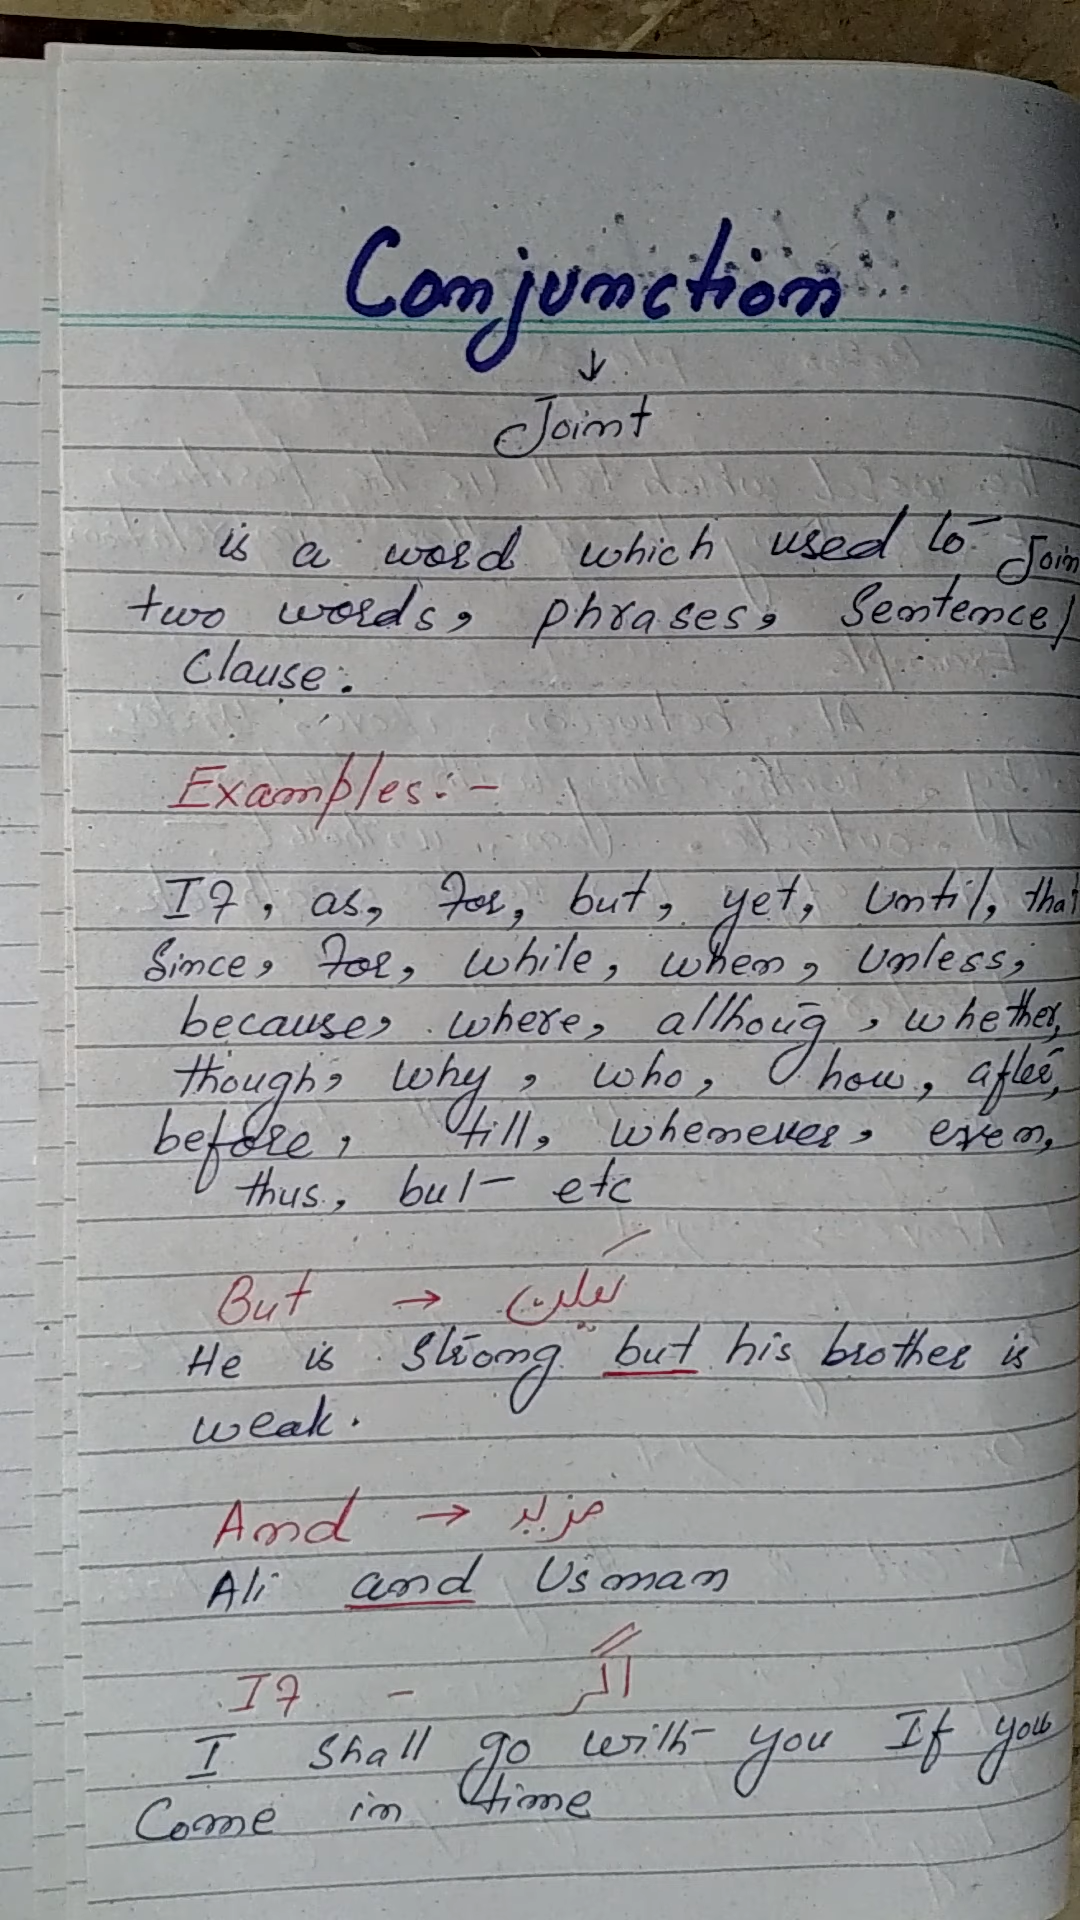 Conjunction
↓
Joint
is a word which used to Join
two words, phrases, Sentence/
Clause.
Examples:-
If, as, For, but, yet, Until, that
Since, For, while, when, Unless,
because, where, althoug, whether,
though, why, who, how, after,
before, till, whenever, even,
thus, but etc
But → لیکن
He is Strong but his brother is
weak.
And → مزید
Ali and Usman
If - اگر
I Shall go with you If you
Come in time